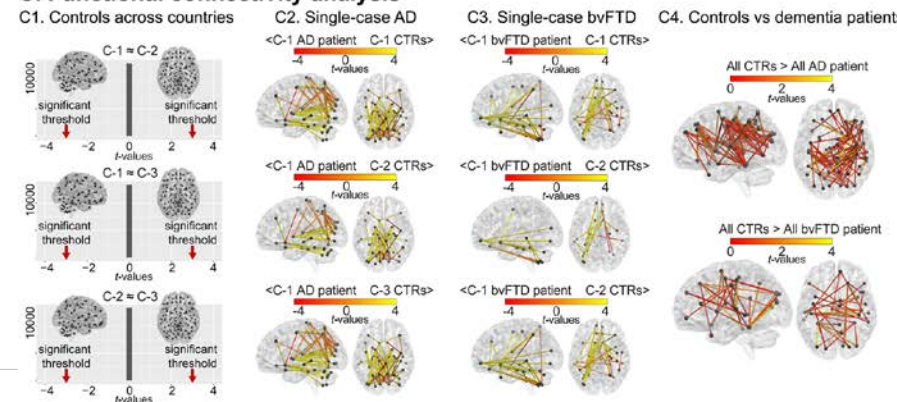 C1. Controls across countries
C-1 ≈ C-2
10000
significant threshold
significant threshold
-4 -2 0 2 4
t-values
C-1 ≈ C-3
10000
significant threshold
significant threshold
-4 -2 0 2 4
t-values
C-2 ≈ C-3
10000
significant threshold
significant threshold
-4 -2 0 2 4
t-values
C2. Single-case AD
<C-1 AD patient C-1 CTRs>
-4 0 4
t-values
<C-1 AD patient C-2 CTRs>
-4 0 4
t-values
<C-1 AD patient C-3 CTRs>
-4 0 4
t-values
C3. Single-case bvFTD
<C-1 bvFTD patient C-1 CTRs>
-4 0 4
t-values
<C-1 bvFTD patient C-2 CTRs>
-4 0 4
t-values
<C-1 bvFTD patient C-2 CTRs>
-4 0 4
t-values
C4. Controls vs dementia patients
All CTRs > All AD patient
0 2 4
t-values
All CTRs > All bvFTD patient
0 2 4
t-values